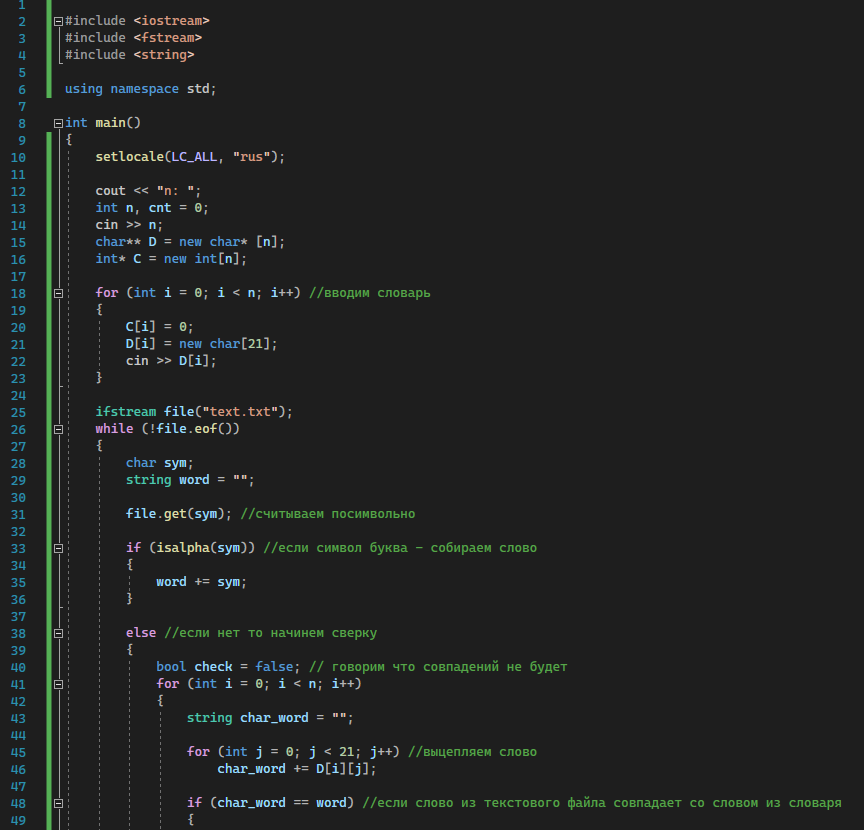 1
2 #include <iostream>
3 #include <fstream>
4 #include <string>
5
6 using namespace std;
7
8 int main()
9 {
10 setlocale(LC_ALL, "rus");
11
12 cout << "n: ";
13 int n, cnt = 0;
14 cin >> n;
15 char** D = new char* [n];
16 int* C = new int[n];
17
18 for (int i = 0; i < n; i++) //вводим словарь
19 {
20 C[i] = 0;
21 D[i] = new char[21];
22 cin >> D[i];
23 }
24
25 ifstream file("text.txt");
26 while (!file.eof())
27 {
28 char sym;
29 string word = "";
30
31 file.get(sym); //считываем посимвольно
32
33 if (isalpha(sym)) //если символ буква - собираем слово
34 {
35 word += sym;
36 }
37
38 else //если нет то начинем сверку
39 {
40 bool check = false; // говорим что совпадений не будет
41 for (int i = 0; i < n; i++)
42 {
43 string char_word = "";
44
45 for (int j = 0; j < 21; j++) //выцепляем слово
46 char_word += D[i][j];
47
48 if (char_word == word) //если слово из текстового файла совпадает со словом из словаря
49 {